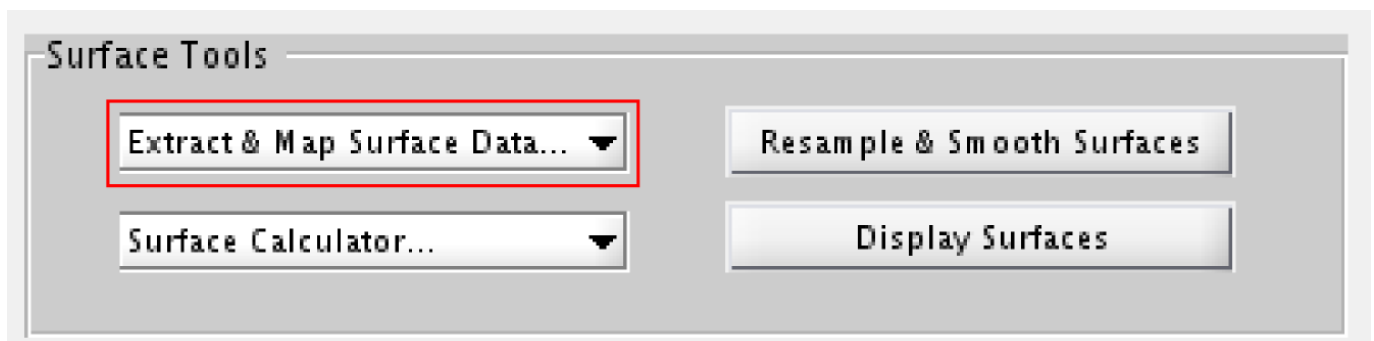 Surface Tools
Extract & Map Surface Data...
Resample & Smooth Surfaces
Surface Calculator...
Display Surfaces